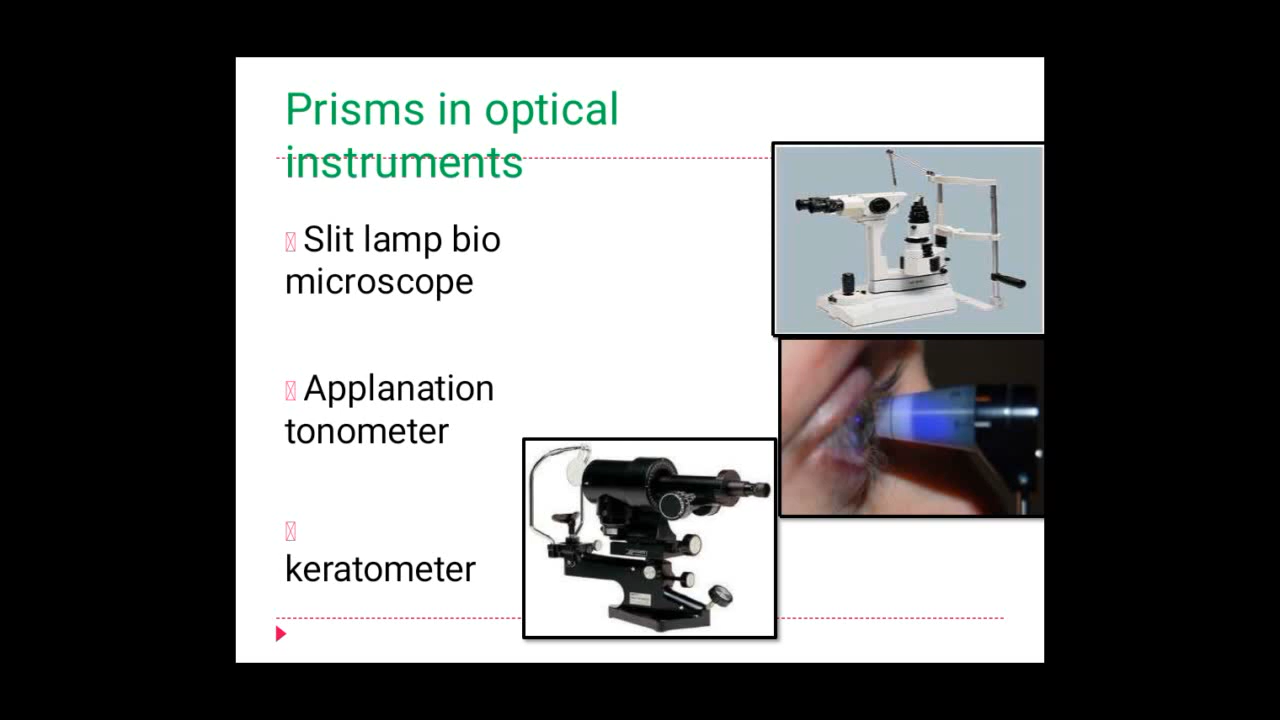 Prisms in optical
instruments
Slit lamp bio
microscope
Applanation
tonometer
keratometer